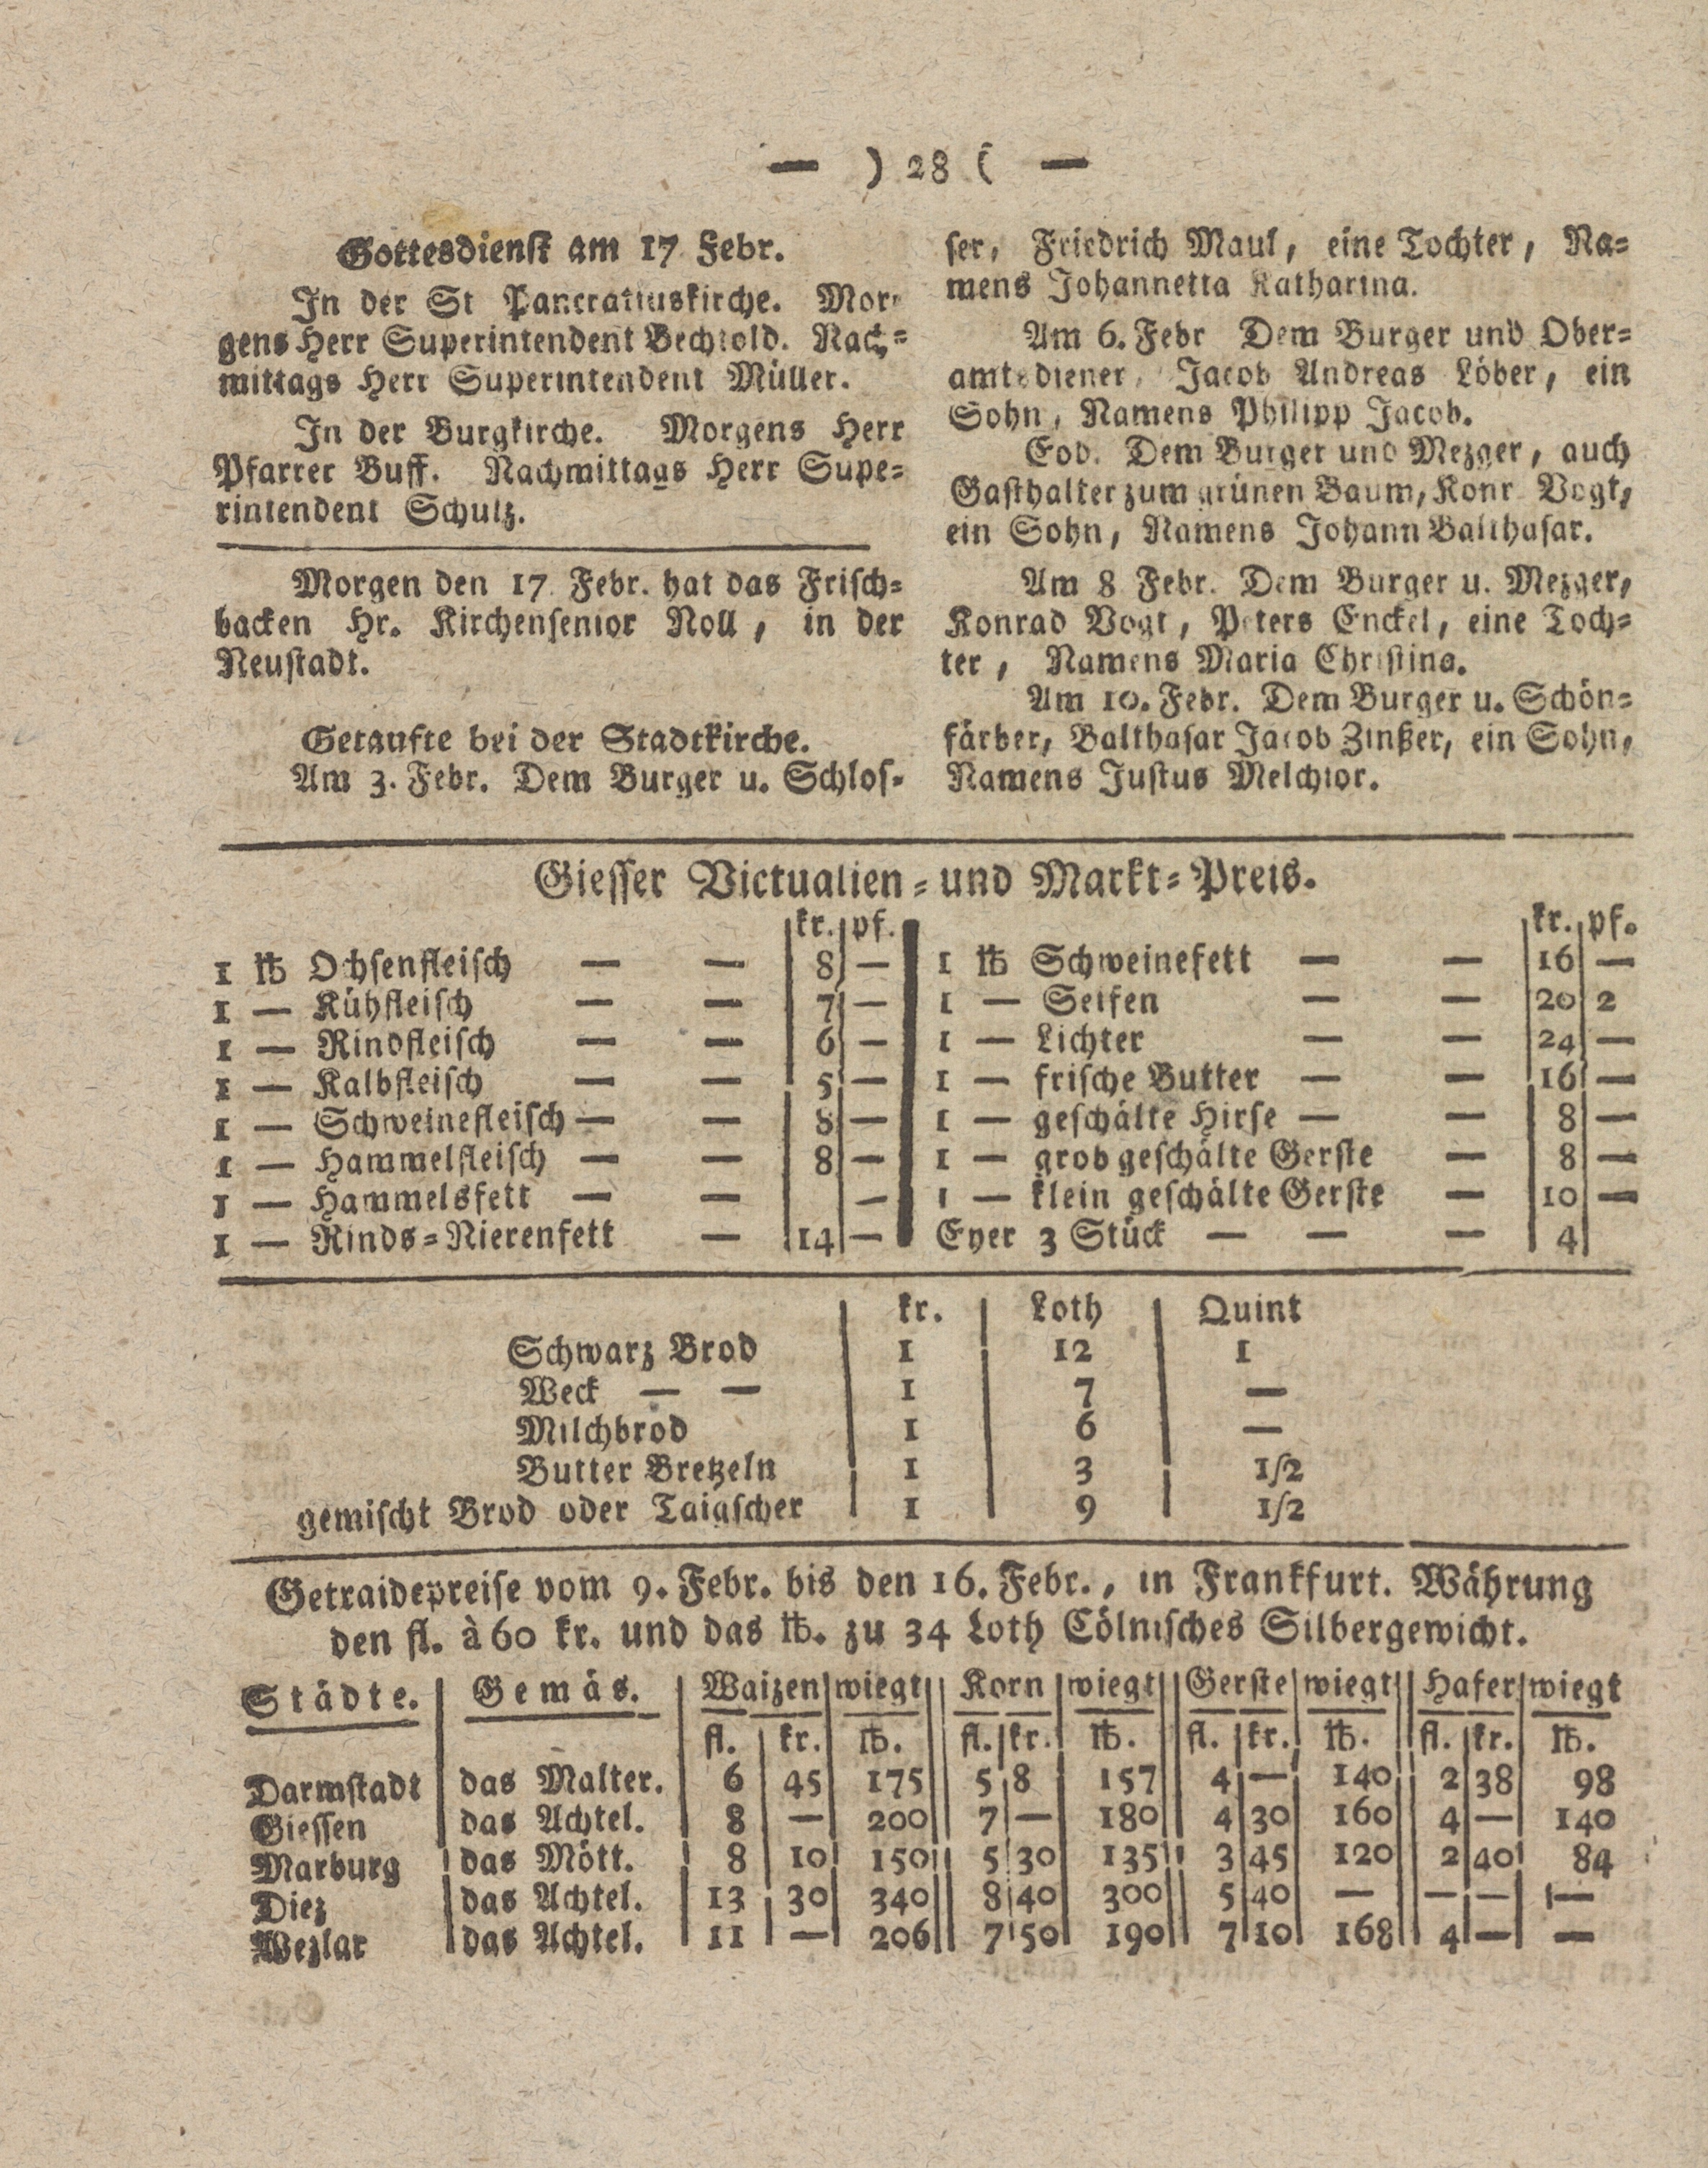 — ) 28 ( —
Gottesdienst am 17 Febr.
In der St Pancratiuskirche. Mor-
gens Herr Superintendent Bechtold. Nach-
mittags Herr Superintendent Müller.
In der Burgkirche. Morgens Herr
Pfarrer Buff. Nachmittags Herr Supe-
rintendent Schulz.
Morgen den 17. Febr. hat das Frisch-
backen Hr. Kirchensenior Noll, in der
Neustadt.
Getaufte bei der Stadtkirche.
Am 3. Febr. Dem Burger u. Schlos-
ser, Friedrich Maul, eine Tochter, Na-
mens Johannetta Katharina.
Am 6. Febr Dem Burger und Ober-
amtsdiener, Jacob Andreas Löber, ein
Sohn, Namens Philipp Jacob.
Eod. Dem Burger und Mezger, auch
Gasthalter zum grünen Baum, Konr. Vogt,
ein Sohn, Namens Johann Balthasar.
Am 8 Febr. Dem Burger u. Mezger,
Konrad Vogt, Peters Enckel, eine Toch-
ter, Namens Maria Christina.
Am 10. Febr. Dem Burger u. Schön-
färber, Balthasar Jacob Zinßer, ein Sohn,
Namens Justus Melchior.
Giesser Victualien- und Markt-Preis.
kr. pf.
1 ℔ Ochsenfleisch — — 8 —
1 — Kühfleisch — — 7 —
1 — Rindfleisch — — 6 —
1 — Kalbfleisch — — 5 —
1 — Schweinefleisch — — 8 —
1 — Hammelfleisch — — 8 —
1 — Hammelsfett — — —
1 — Rinds-Nierenfett — 14 —
kr. pf.
1 ℔ Schweinefett — — 16 —
1 — Seifen — — 20 2
1 — Lichter — — 24 —
1 — frische Butter — — 16 —
1 — geschälte Hirse — — 8 —
1 — grob geschälte Gerste — 8 —
1 — klein geschälte Gerste — 10 —
Eyer 3 Stück — — — 4
kr. Loth Quint
Schwarz Brod 1 12 1
Weck — — 1 7 —
Milchbrod 1 6 —
Butter Bretzeln 1 3 1/2
gemischt Brod oder Taigscher 1 9 1/2
Getraidepreise vom 9. Febr. bis den 16. Febr., in Frankfurt. Währung
den fl. à 60 kr. und das ℔. zu 34 Loth Cölnisches Silbergewicht.
Städte. Gemäs. Waizen wiegt Korn wiegt Gerste wiegt Hafer wiegt
fl. kr. ℔. fl. kr. ℔. fl. kr. ℔. fl. kr. ℔.
Darmstadt das Malter. 6 45 175 5 8 157 4 — 140 2 38 98
Giessen das Achtel. 8 — 200 7 — 180 4 30 160 4 — 140
Marburg das Mött. 8 10 150 5 30 135 3 45 120 2 40 84
Diez das Achtel. 13 30 340 8 40 300 5 40 — — — —
Wezlar das Achtel. 11 — 206 7 50 190 7 10 168 4 — —